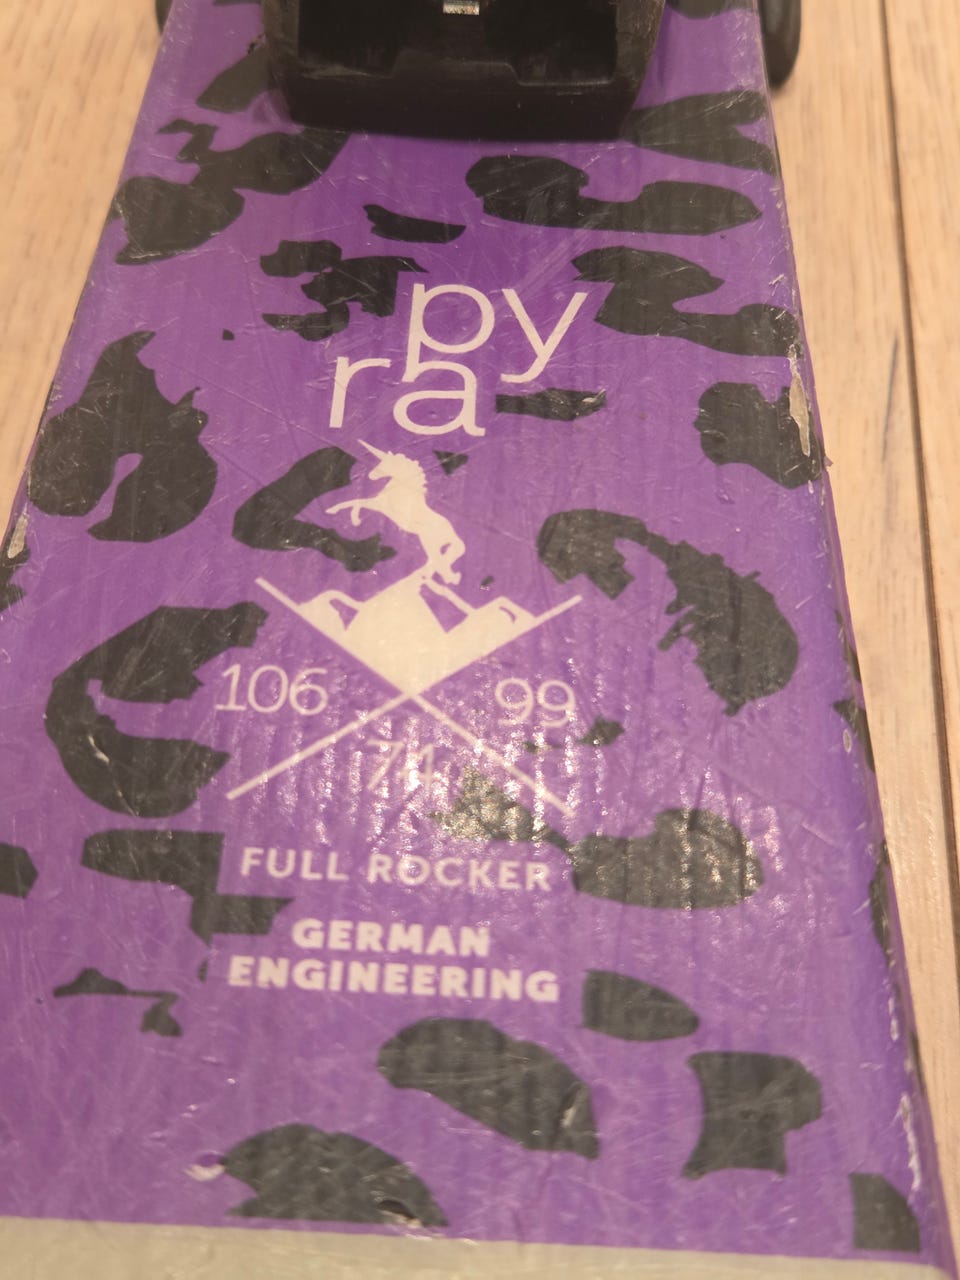 py
ra
106 99
74
FULL ROCKER
GERMAN
ENGINEERING